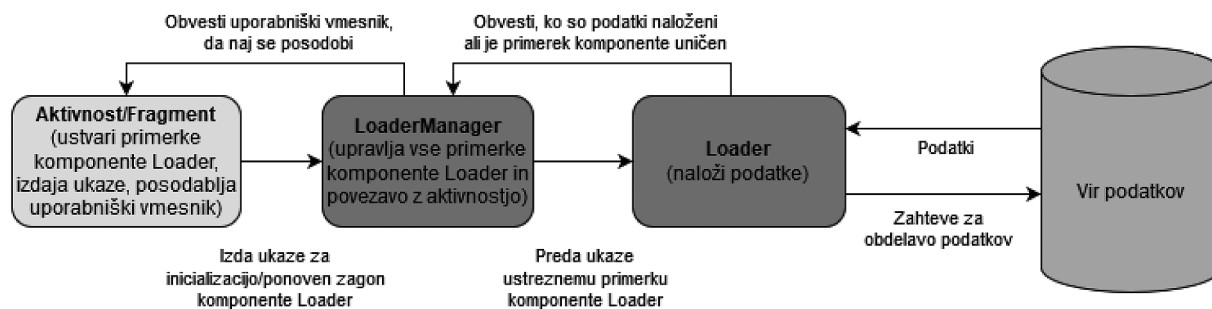 Obvesti uporabniški vmesnik,
da naj se posodobi
Obvesti, ko so podatki naloženi
ali je primerek komponente uničen
Aktivnost/Fragment
(ustvari primerke
komponente Loader,
izdaja ukaze, posodablja
uporabniški vmesnik)
LoaderManager
(upravlja vse primerke
komponente Loader in
povezavo z aktivnostjo)
Loader
(naloži podatke)
Podatki
Zahteve za
obdelavo podatkov
Vir podatkov
Izda ukaze za
inicializacijo/ponoven zagon
komponente Loader
Preda ukaze
ustreznemu primerku
komponente Loader